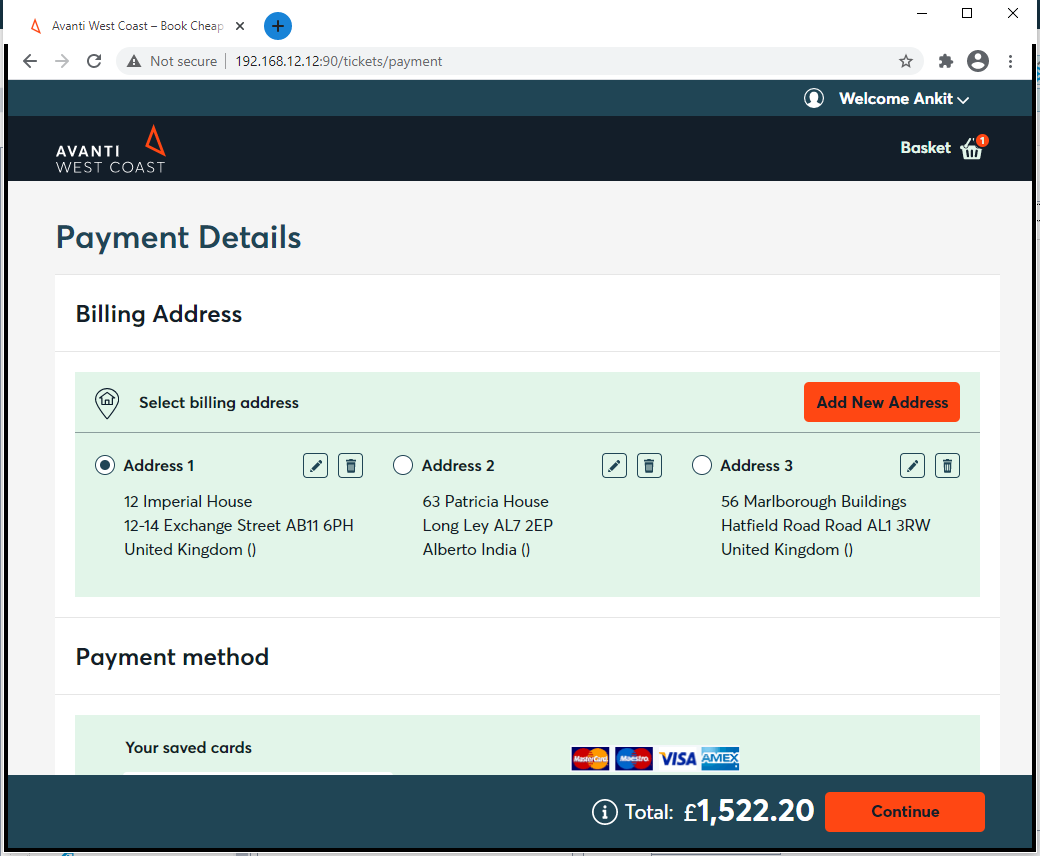 Avanti West Coast – Book Cheap
Not secure
192.168.12.12:90/tickets/payment
Welcome Ankit
AVANTI
WEST COAST
Basket
1
Payment Details
Billing Address
Select billing address
Add New Address
Address 1
Address 2
Address 3
12 Imperial House
63 Patricia House
56 Marlborough Buildings
12-14 Exchange Street AB11 6PH
Long Ley AL7 2EP
Hatfield Road Road AL1 3RW
United Kingdom ()
Alberto India ()
United Kingdom ()
Payment method
Your saved cards
MasterCard
Maestro
VISA
AMEX
Total: £1,522.20
Continue